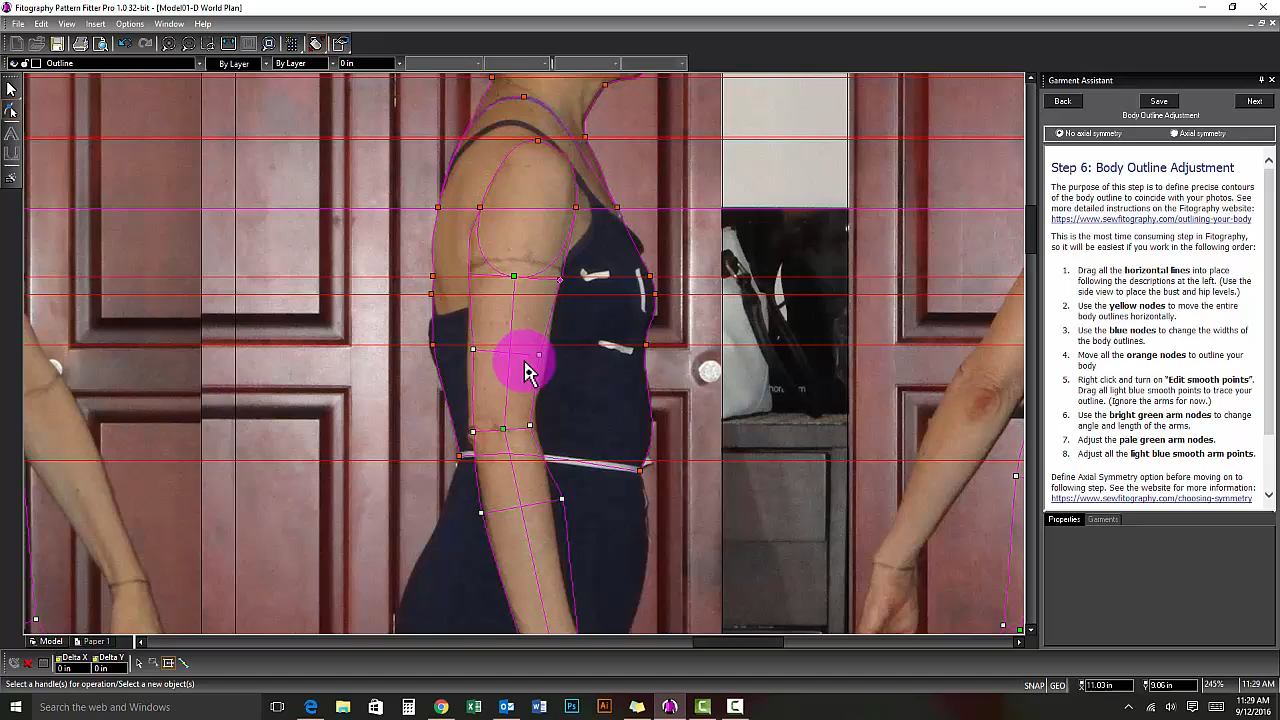 Fitography Pattern Fitter Pro 1.0 32-bit - [Model01-D World Plan]
File Edit View Insert Options Window Help
Outline By Layer By Layer 0 in
Garment Assistant
Back Save Next
Body Outline Adjustment
No axial symmetry Axial symmetry
Step 6: Body Outline Adjustment
The purpose of this step is to define precise contours
of the body outline to coincide with your photos. See
more detailed instructions on the Fitography website:
https://www.sewfitography.com/outlining-your-body
This is the most time consuming step in Fitography,
so it will be easiest if you work in the following order:
1. Drag all the horizontal lines into place
following the descriptions at the left. (Use the
side view to place the bust and hip levels.)
2. Use the yellow nodes to move the entire
body outlines horizontally.
3. Use the blue nodes to change the widths of
the body outlines.
4. Move all the orange nodes to outline your
body
5. Right click and turn on "Edit smooth points".
Drag all light blue smooth points to trace your
outline. (Ignore the arms for now.)
6. Use the bright green arm nodes to change
angle and length of the arms.
7. Adjust the pale green arm nodes.
8. Adjust all the light blue smooth arm points.
Define Axial Symmetry option before moving on to
following step. See the website for more information:
https://www.sewfitography.com/choosing-symmetry
Properties Garments
Model Paper 1
Delta X Delta Y
0 in 0 in
Select a handle(s) for operation/Select a new object(s)
SNAP GEO X 11.03 in Y 9.06 in 245% 11:29 AM
Search the web and Windows
11:29 AM
9/12/2016